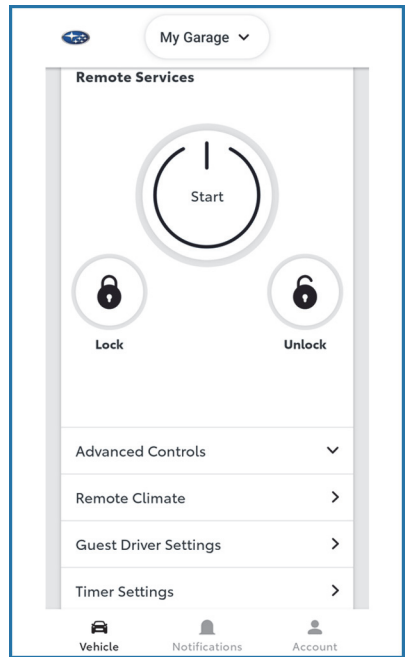 My Garage
Remote Services
Start
Lock
Unlock
Advanced Controls
Remote Climate
Guest Driver Settings
Timer Settings
Vehicle
Notifications
Account